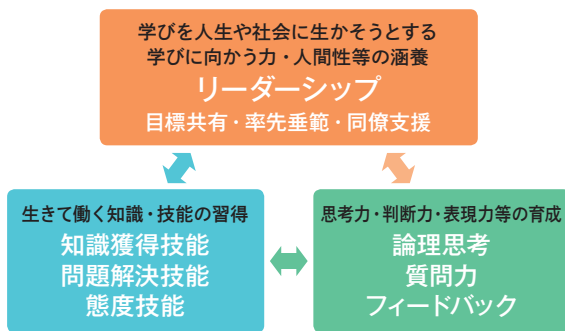 学びを人生や社会に生かそうとする
学びに向かう力・人間性等の涵養
リーダーシップ
目標共有・率先垂範・同僚支援
生きて働く知識・技能の習得
知識獲得技能
問題解決技能
態度技能
思考力・判断力・表現力等の育成
論理思考
質問力
フィードバック